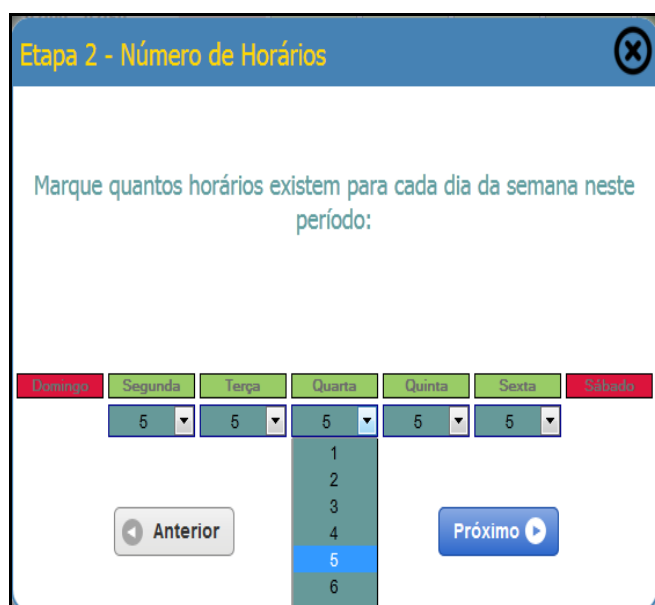 Etapa 2 - Número de Horários
Marque quantos horários existem para cada dia da semana neste
período:
Domingo Segunda Terça Quarta Quinta Sexta Sábado
5 5 5 5 5
1
2
3
4
5
6
Anterior Próximo